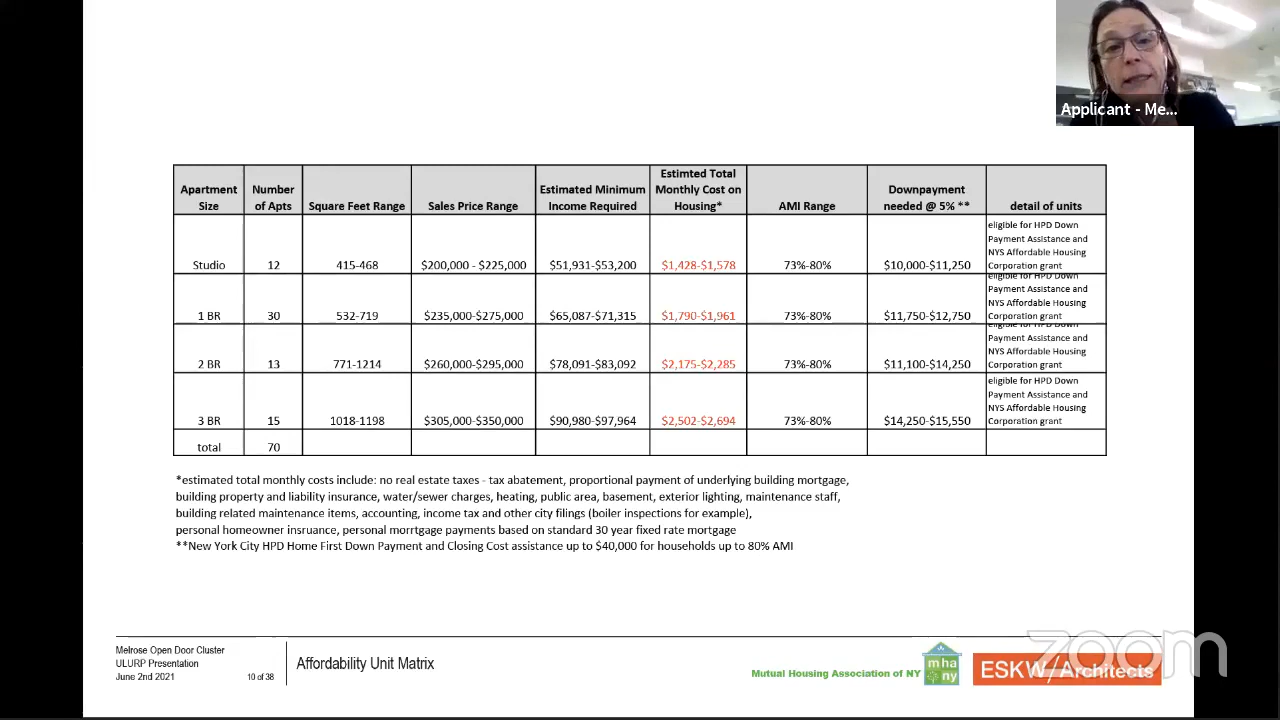 Applicant - Me...
Apartment Size Number of Apts Square Feet Range Sales Price Range Estimated Minimum Income Required Estimted Total Monthly Cost on Housing* AMI Range Downpayment needed @ 5% ** detail of units
Studio 12 415-468 $200,000 - $225,000 $51,931-$53,200 $1,428-$1,578 73%-80% $10,000-$11,250 eligible for HPD Down Payment Assistance and NYS Affordable Housing Corporation grant
1 BR 30 532-719 $235,000-$275,000 $65,087-$71,315 $1,790-$1,961 73%-80% $11,750-$12,750 eligible for HPD Down Payment Assistance and NYS Affordable Housing Corporation grant
2 BR 13 771-1214 $260,000-$295,000 $78,091-$83,092 $2,175-$2,285 73%-80% $11,100-$14,250 eligible for HPD Down Payment Assistance and NYS Affordable Housing Corporation grant
3 BR 15 1018-1198 $305,000-$350,000 $90,980-$97,964 $2,502-$2,694 73%-80% $14,250-$15,550 eligible for HPD Down Payment Assistance and NYS Affordable Housing Corporation grant
total 70
*estimated total monthly costs include: no real estate taxes - tax abatement, proportional payment of underlying building mortgage,
building property and liability insurance, water/sewer charges, heating, public area, basement, exterior lighting, maintenance staff,
building related maintenance items, accounting, income tax and other city filings (boiler inspections for example),
personal homeowner insruance, personal morrtgage payments based on standard 30 year fixed rate mortgage
**New York City HPD Home First Down Payment and Closing Cost assistance up to $40,000 for households up to 80% AMI
Melrose Open Door Cluster
ULURP Presentation
June 2nd 2021 10 of 38
Affordability Unit Matrix
Mutual Housing Association of NY
mha
ny
ESKW/Architects
zoom